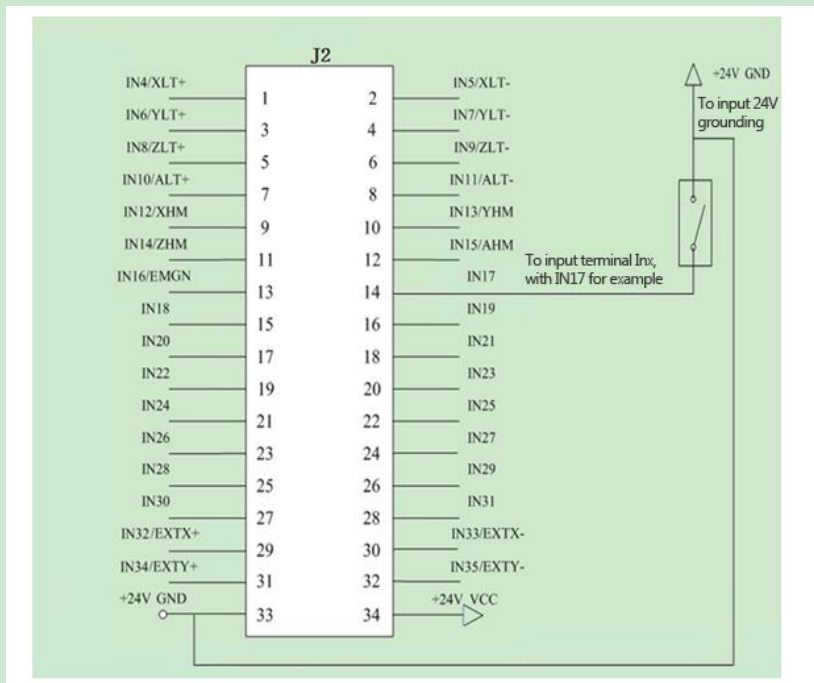 J2
+24V GND
To input 24V
grounding
IN4/XLT+ 1 2 IN5/XLT-
IN6/YLT+ 3 4 IN7/YLT-
IN8/ZLT+ 5 6 IN9/ZLT-
IN10/ALT+ 7 8 IN11/ALT-
IN12/XHM 9 10 IN13/YHM
IN14/ZHM 11 12 IN15/AHM
To input terminal Inx,
with IN17 for example
IN16/EMGN 13 14 IN17
IN18 15 16 IN19
IN20 17 18 IN21
IN22 19 20 IN23
IN24 21 22 IN25
IN26 23 24 IN27
IN28 25 26 IN29
IN30 27 28 IN31
IN32/EXTX+ 29 30 IN33/EXTX-
IN34/EXTY+ 31 32 IN35/EXTY-
+24V GND 33 34 +24V VCC